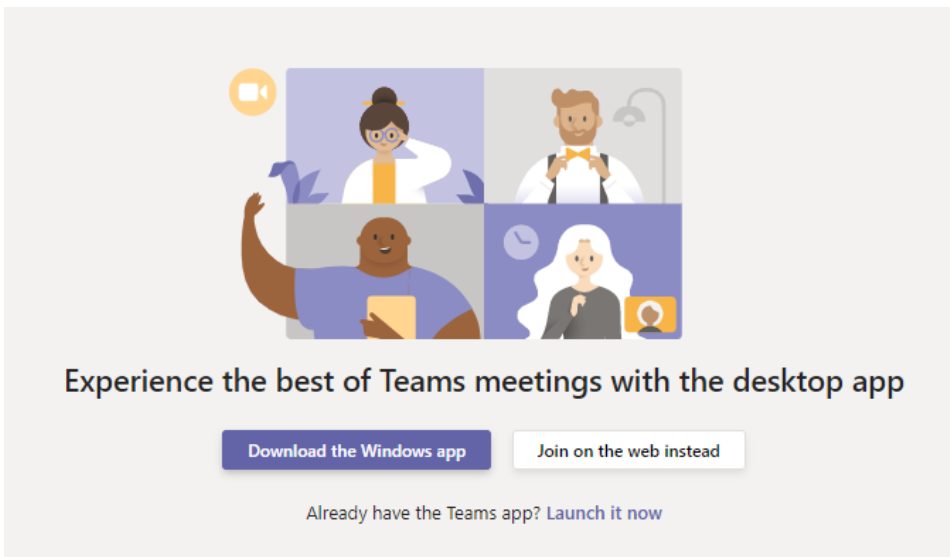 Experience the best of Teams meetings with the desktop app
Download the Windows app
Join on the web instead
Already have the Teams app? Launch it now